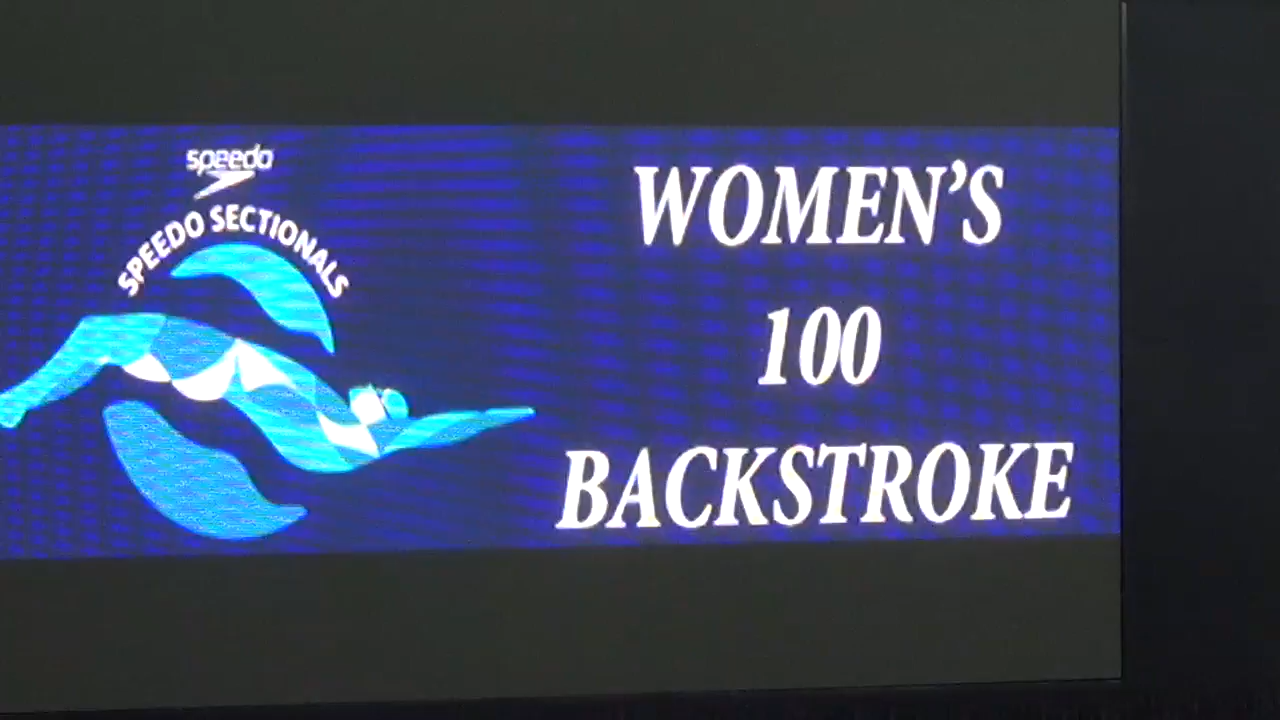 speedo
SPEEDO SECTIONALS
WOMEN'S
100
BACKSTROKE